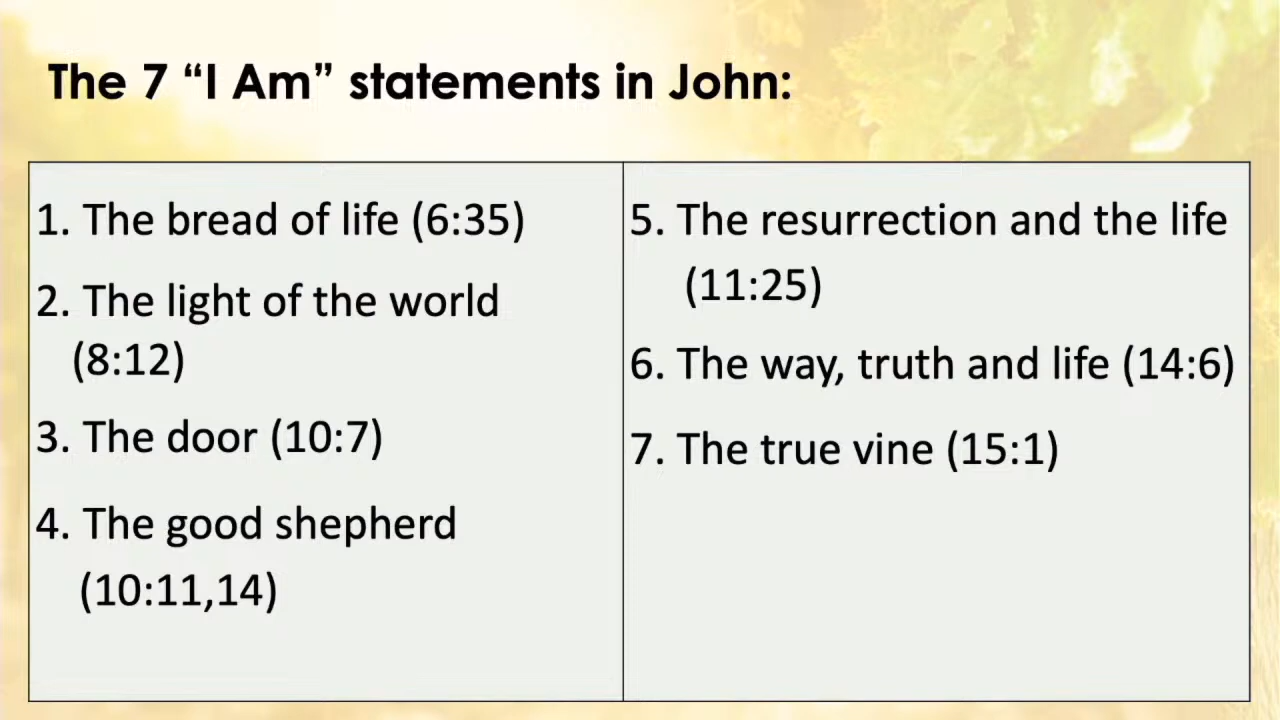 The 7 “I Am” statements in John:
1. The bread of life (6:35)
2. The light of the world
(8:12)
3. The door (10:7)
4. The good shepherd
(10:11,14)
5. The resurrection and the life
(11:25)
6. The way, truth and life (14:6)
7. The true vine (15:1)